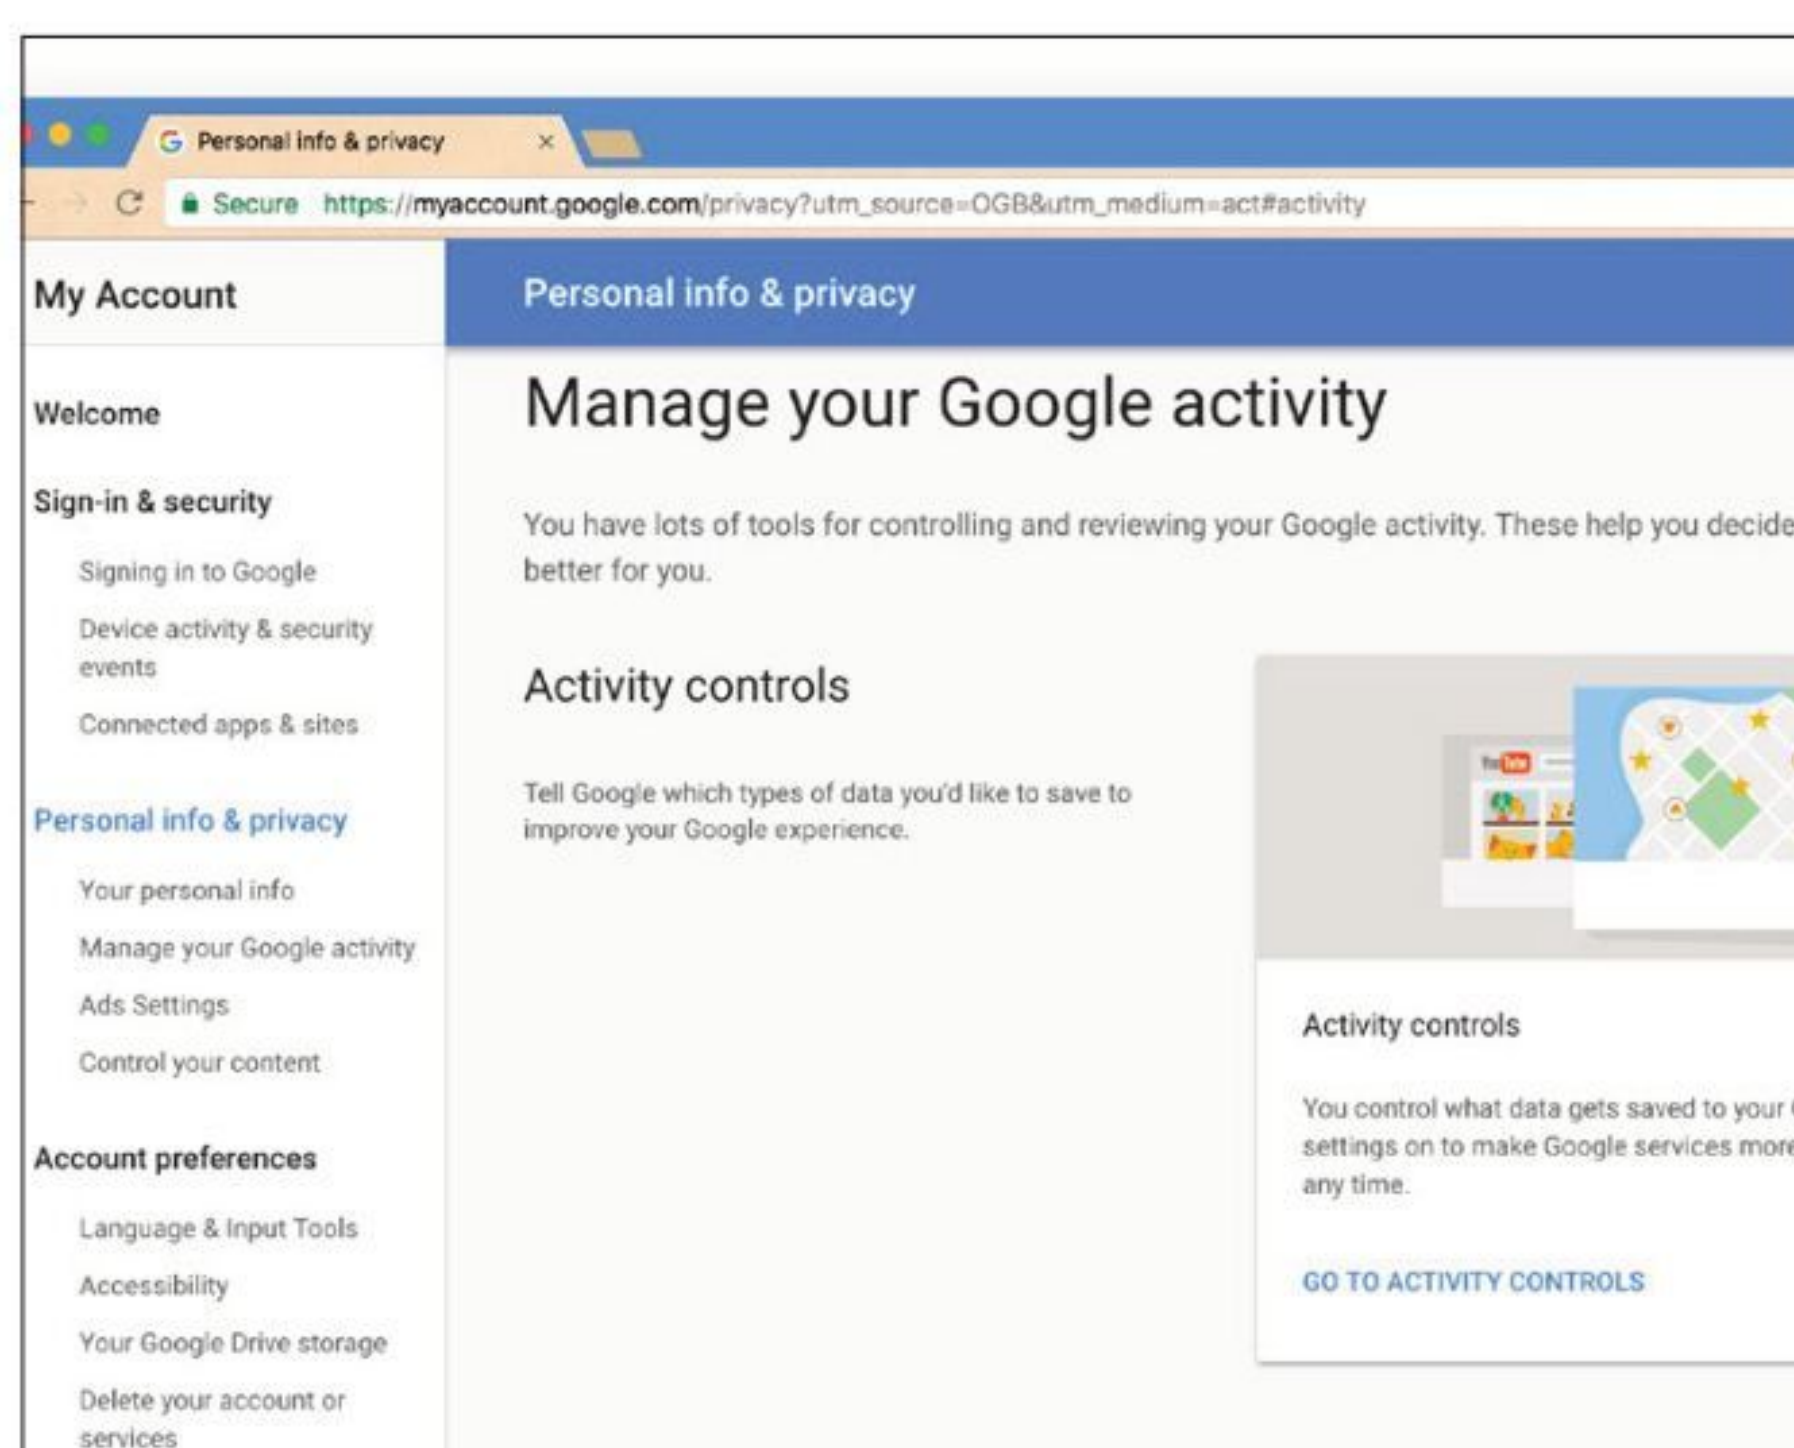 Personal info & privacy ×
Secure https://myaccount.google.com/privacy?utm_source=OGB&utm_medium=act#activity
My Account
Personal info & privacy
Welcome
Sign-in & security
Signing in to Google
Device activity & security
events
Connected apps & sites
Personal info & privacy
Your personal info
Manage your Google activity
Ads Settings
Control your content
Account preferences
Language & Input Tools
Accessibility
Your Google Drive storage
Delete your account or
services
Manage your Google activity
You have lots of tools for controlling and reviewing your Google activity. These help you decide
better for you.
Activity controls
Tell Google which types of data you'd like to save to
improve your Google experience.
YouTube
Activity controls
You control what data gets saved to your
settings on to make Google services more
any time.
GO TO ACTIVITY CONTROLS